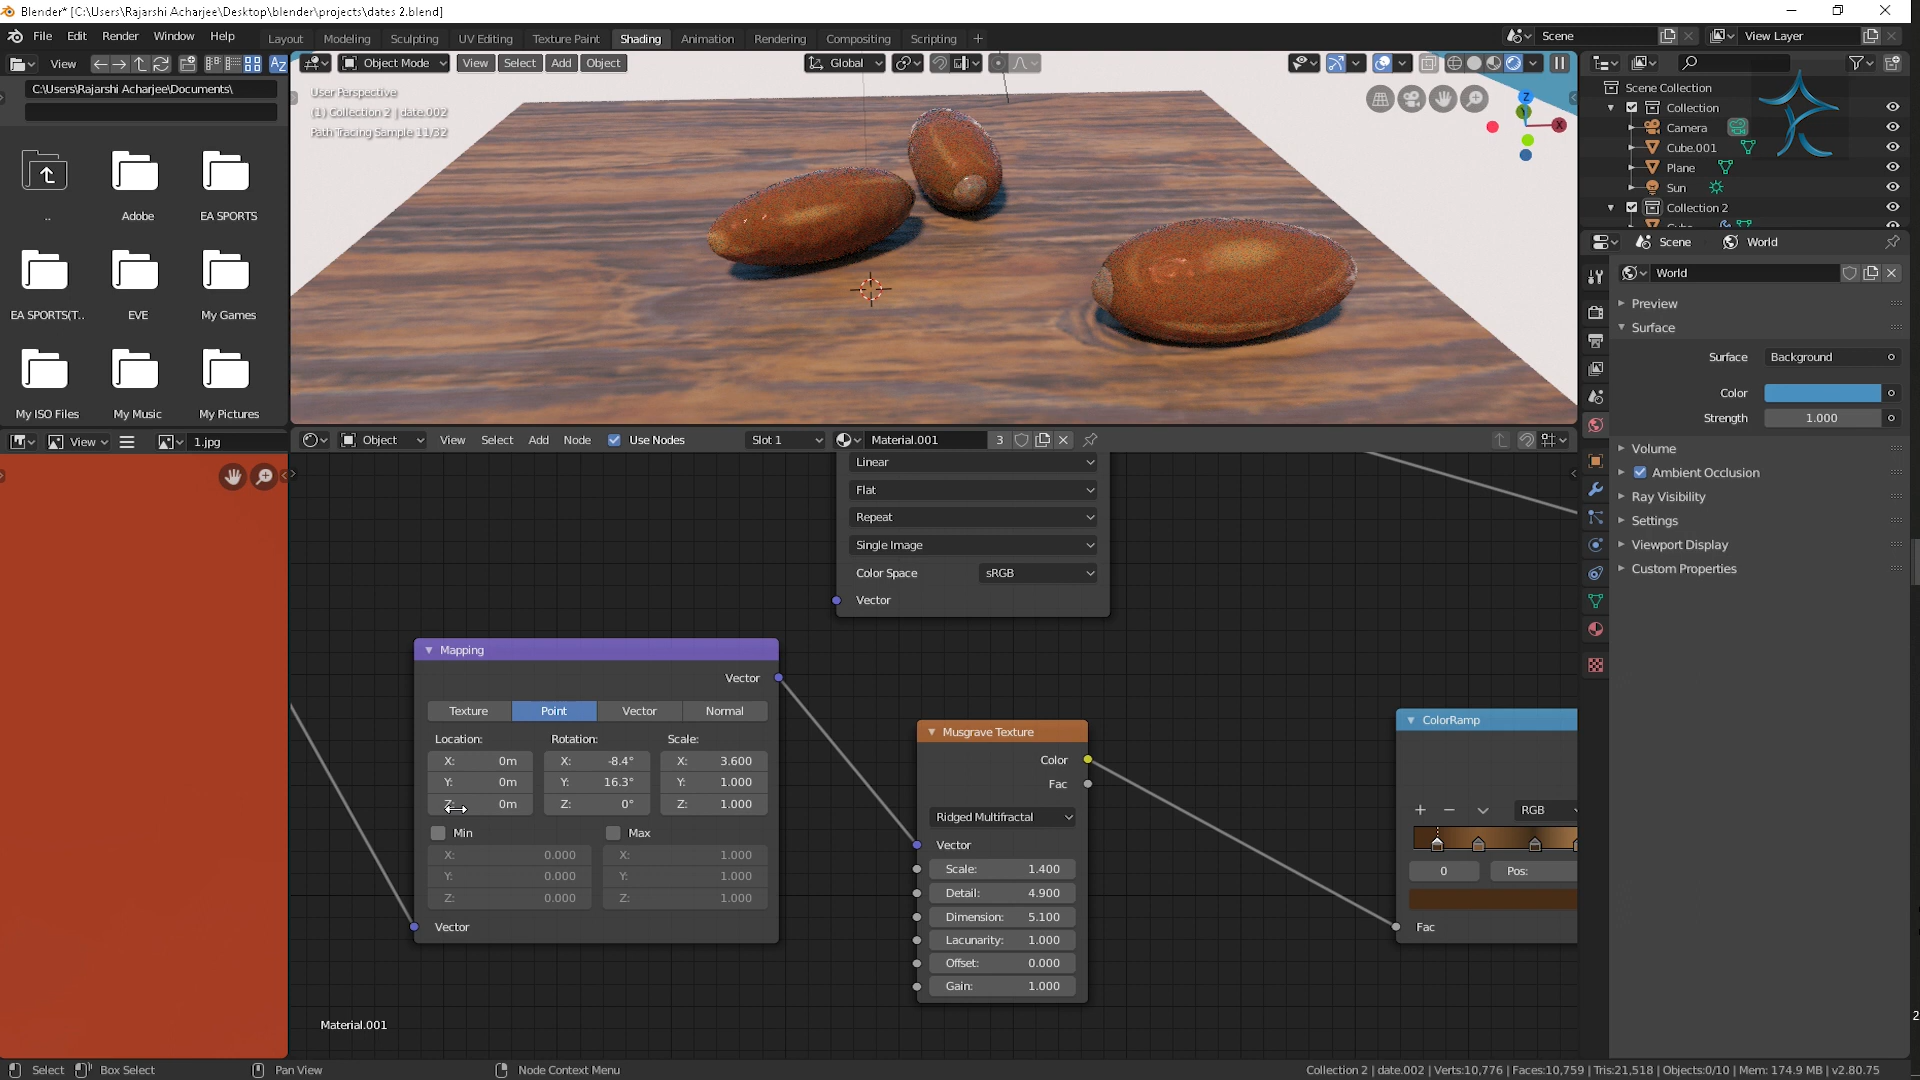 Blender* [C:\Users\Rajarshi Acharjee\Desktop\blender\projects\dates 2.blend]
File Edit Render Window Help
Layout Modeling Sculpting UV Editing Texture Paint Shading Animation Rendering Compositing Scripting +
Scene
View Layer
View
C:\Users\Rajarshi Acharjee\Documents\
..
Adobe
EA SPORTS
EA SPORTS(T..
EVE
My Games
My ISO Files
My Music
My Pictures
Object Mode View Select Add Object
Global
User Perspective
(1) Collection 2 | date.002
Path Tracing Sample 11/32
Z
Y
X
Scene Collection
Collection
Camera
Cube.001
Plane
Sun
Collection 2
Cube
Scene World
World
Preview
Surface
Surface Background
Color
Strength 1.000
Volume
Ambient Occlusion
Ray Visibility
Settings
Viewport Display
Custom Properties
View 1.jpg
Object View Select Add Node Use Nodes Slot 1 Material.001 3
Linear
Flat
Repeat
Single Image
Color Space sRGB
Vector
Mapping
Vector
Texture Point Vector Normal
Location: Rotation: Scale:
X: 0m X: -8.4° X: 3.600
Y: 0m Y: 16.3° Y: 1.000
Z: 0m Z: 0° Z: 1.000
Min Max
X: 0.000 X: 1.000
Y: 0.000 Y: 1.000
Z: 0.000 Z: 1.000
Vector
Musgrave Texture
Color
Fac
Ridged Multifractal
Vector
Scale: 1.400
Detail: 4.900
Dimension: 5.100
Lacunarity: 1.000
Offset: 0.000
Gain: 1.000
ColorRamp
RGB
0 Pos:
Fac
Material.001
Select Box Select Pan View Node Context Menu
Collection 2 | date.002 | Verts:10,776 | Faces:10,759 | Tris:21,518 | Objects:0/10 | Mem: 174.9 MB | v2.80.75